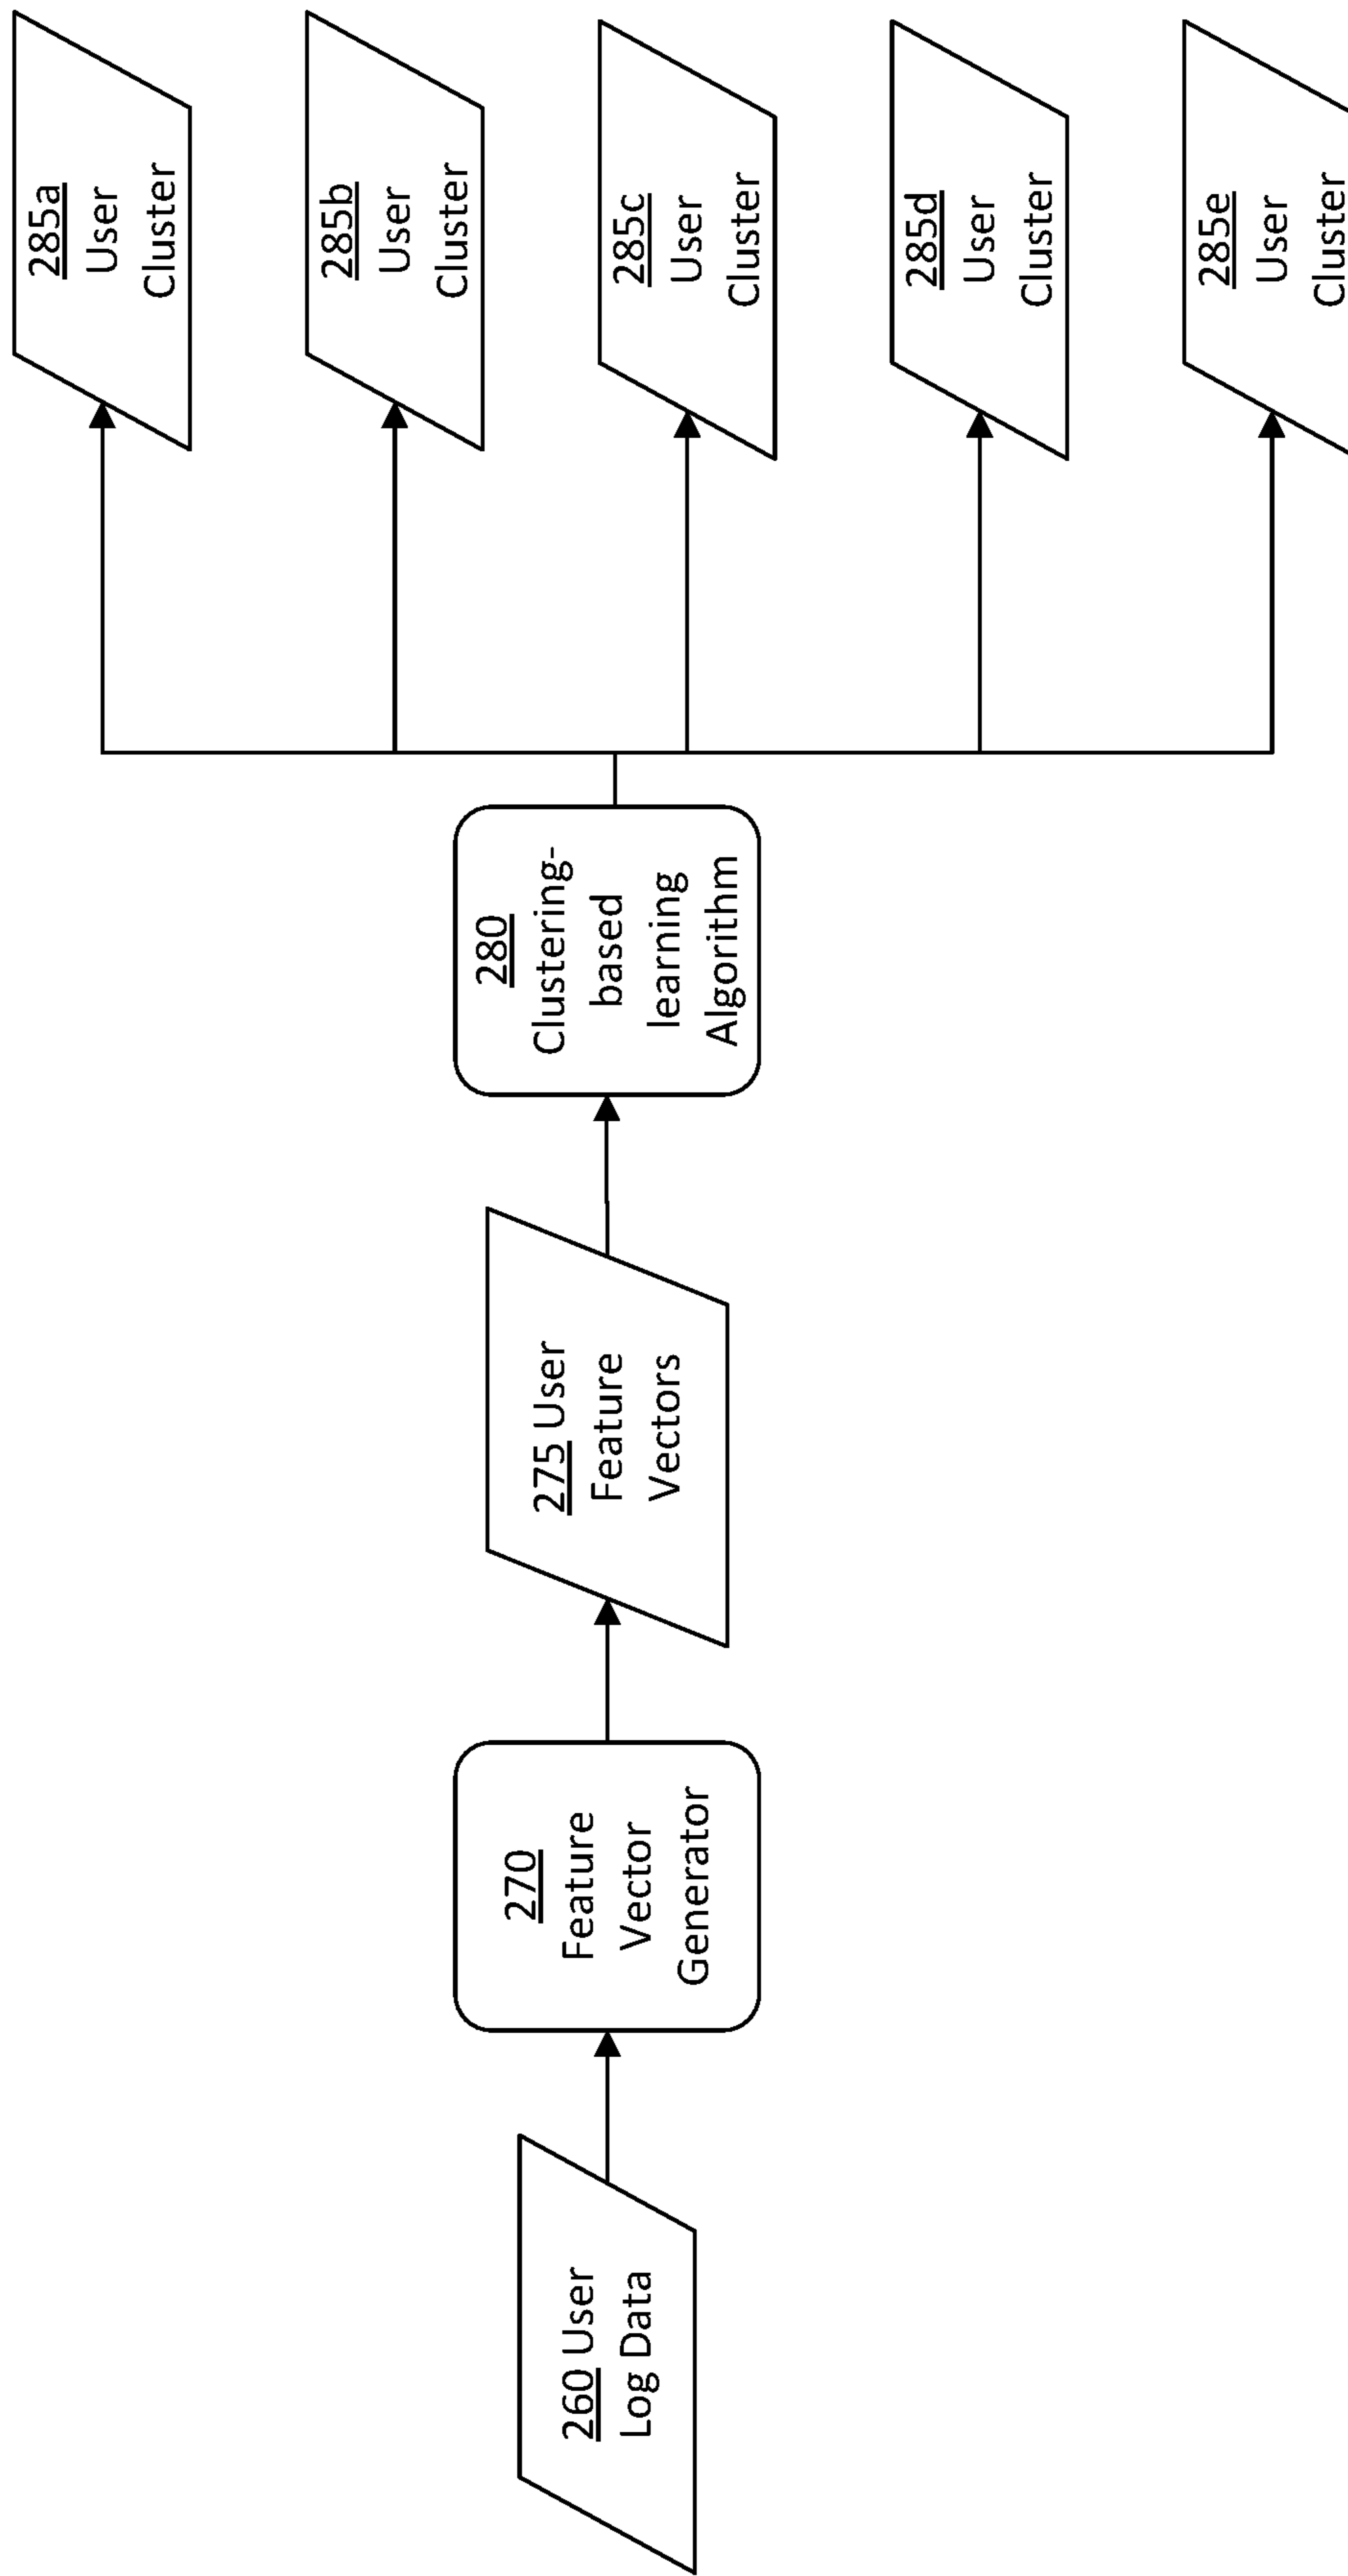 260 User
Log Data
270
Feature
Vector
Generator
275 User
Feature
Vectors
280
Clustering-
based
learning
Algorithm
285a
User
Cluster
285b
User
Cluster
285c
User
Cluster
285d
User
Cluster
285e
User
Cluster